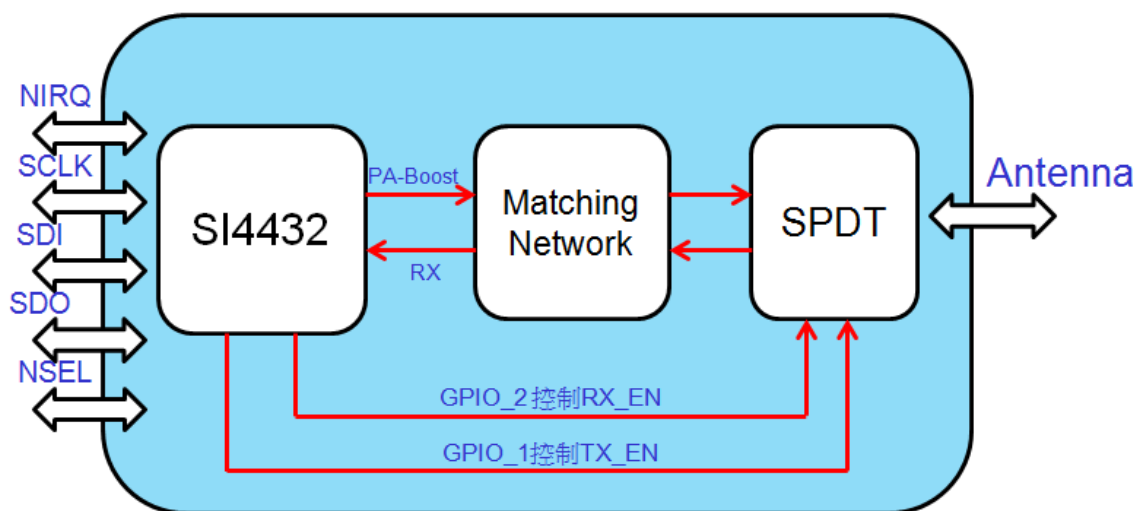 NIRQ
SCLK
SDI
SDO
NSEL
SI4432
PA-Boost
RX
Matching
Network
SPDT
Antenna
GPIO_2控制RX_EN
GPIO_1控制TX_EN